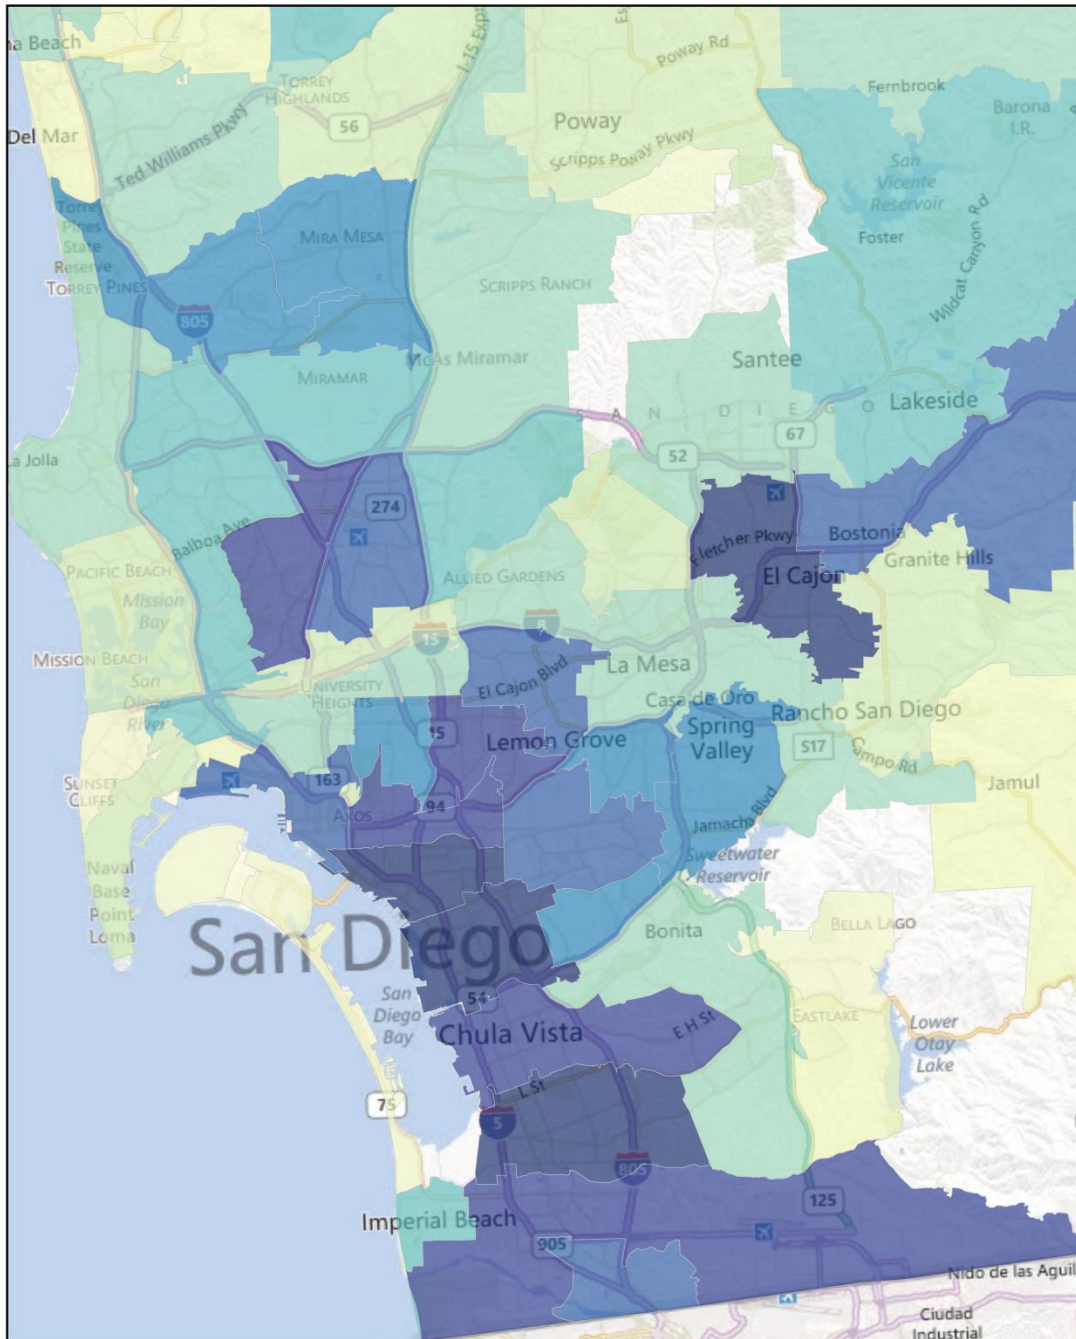 Poway Rd
L-15 Exp
na Beach
TORREY
HIGHLANDS
Fernbrook
Barona
I.R.
Del Mar
56
Poway
Ted Williams Pkwy
Scripps Poway Pkwy
San
Vicente
Reservoir
Torrey
Pines
State
Reserve
TORREY PINES
MIRA MESA
Foster
Wildcat Canyon Rd
SCRIPPS RANCH
805
McAs Miramar
MIRAMAR
Santee
Lakeside
SAN DIEGO
67
52
La Jolla
274
Balboa Ave
Fletcher Pkwy
Bostonia
Granite Hills
El Cajon
PACIFIC BEACH
ALLIED GARDENS
Mission
Bay
8
15
MISSION BEACH
La Mesa
San
Diego
River
UNIVERSITY
HEIGHTS
El Cajon Blvd
Casa de Oro
Rancho San Diego
Spring
Valley
15
Lemon Grove
S17
Campo Rd
SUNSET
CLIFFS
163
Jamul
94
Axos
Jamacha Blvd
Sweetwater
Reservoir
Naval
Base
Point
Loma
San Diego
Bonita
BELLA LAGO
San
Diego
Bay
54
EASTLAKE
Chula Vista
E H St
Lower
Otay
Lake
L St
75
5
805
125
Imperial Beach
905
Nido de las Aguil
Ciudad
Industrial